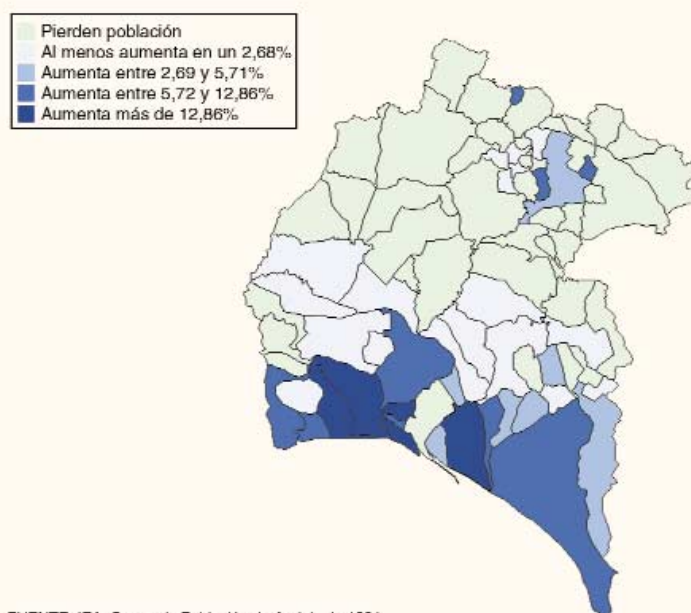 Pierden población
Al menos aumenta en un 2,68%
Aumenta entre 2,69 y 5,71%
Aumenta entre 5,72 y 12,86%
Aumenta más de 12,86%